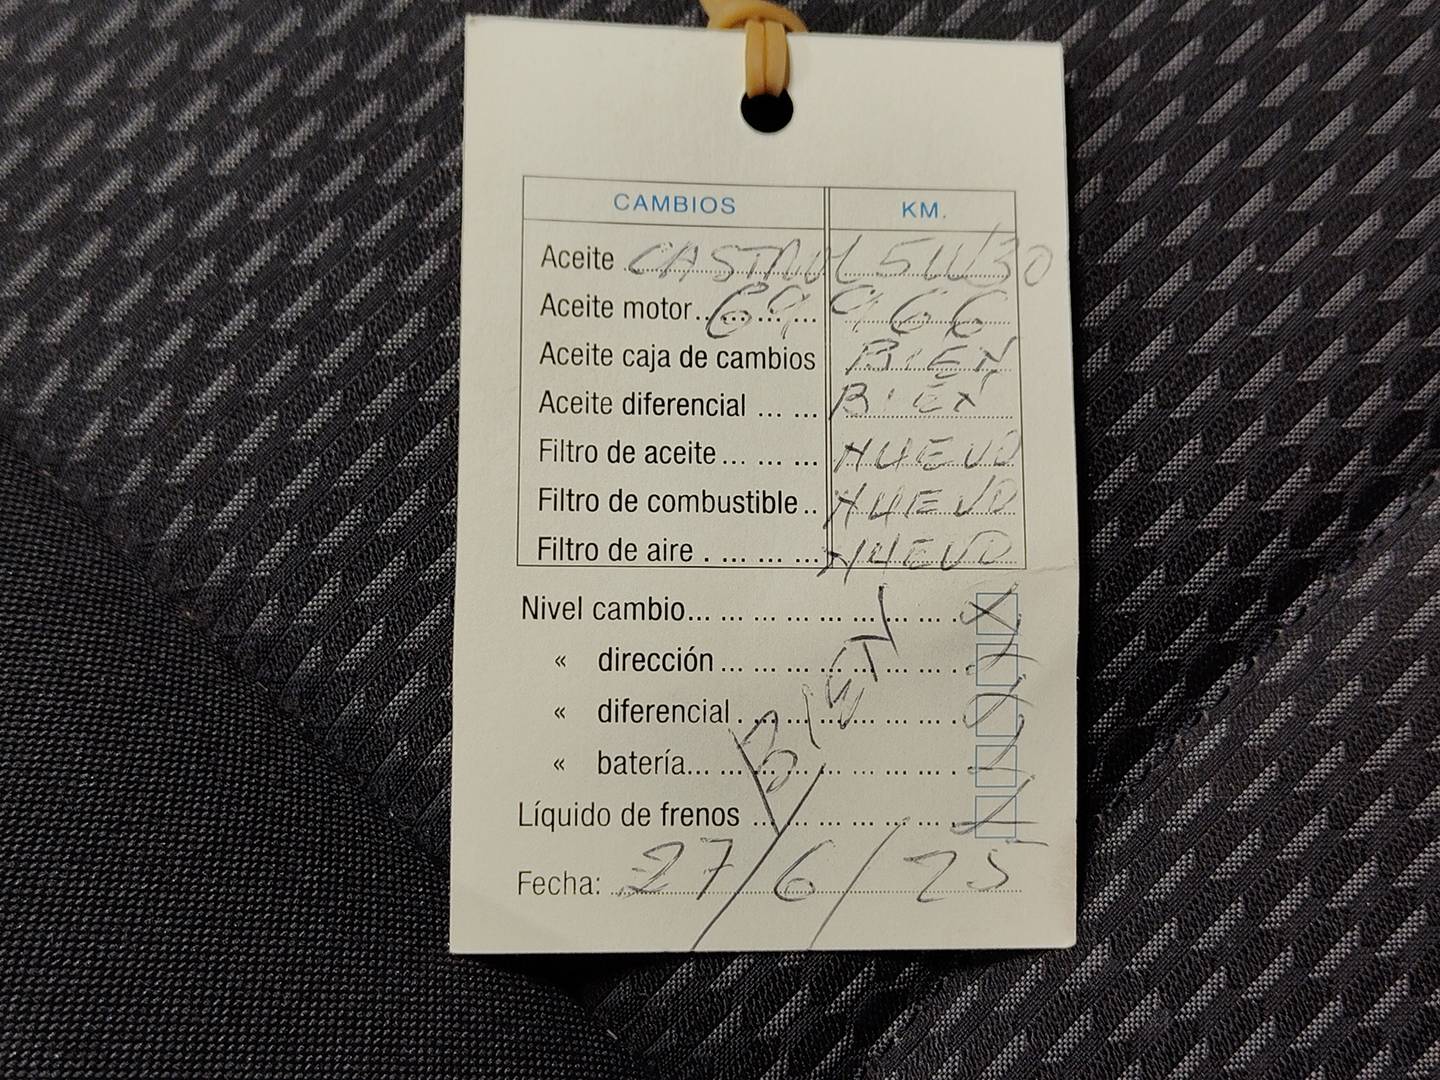 CAMBIOS KM.
Aceite CASTROL 5W30
Aceite motor......... 69 966
Aceite caja de cambios BIEN
Aceite diferencial ... ... BIEN
Filtro de aceite... ... ... NUEVO
Filtro de combustible.. NUEVO
Filtro de aire . ... ... ... NUEVO
Nivel cambio... ... ... ... ... ... ... ... . X
« dirección ... ... ... ... ... ... ... . X
« diferencial . ... ... ... ... ... ... . X
« batería... ... ... ... ... ... ... ... . X
BIEN
Líquido de frenos ... ... ... ... ... ... . X
Fecha: 27/6/25